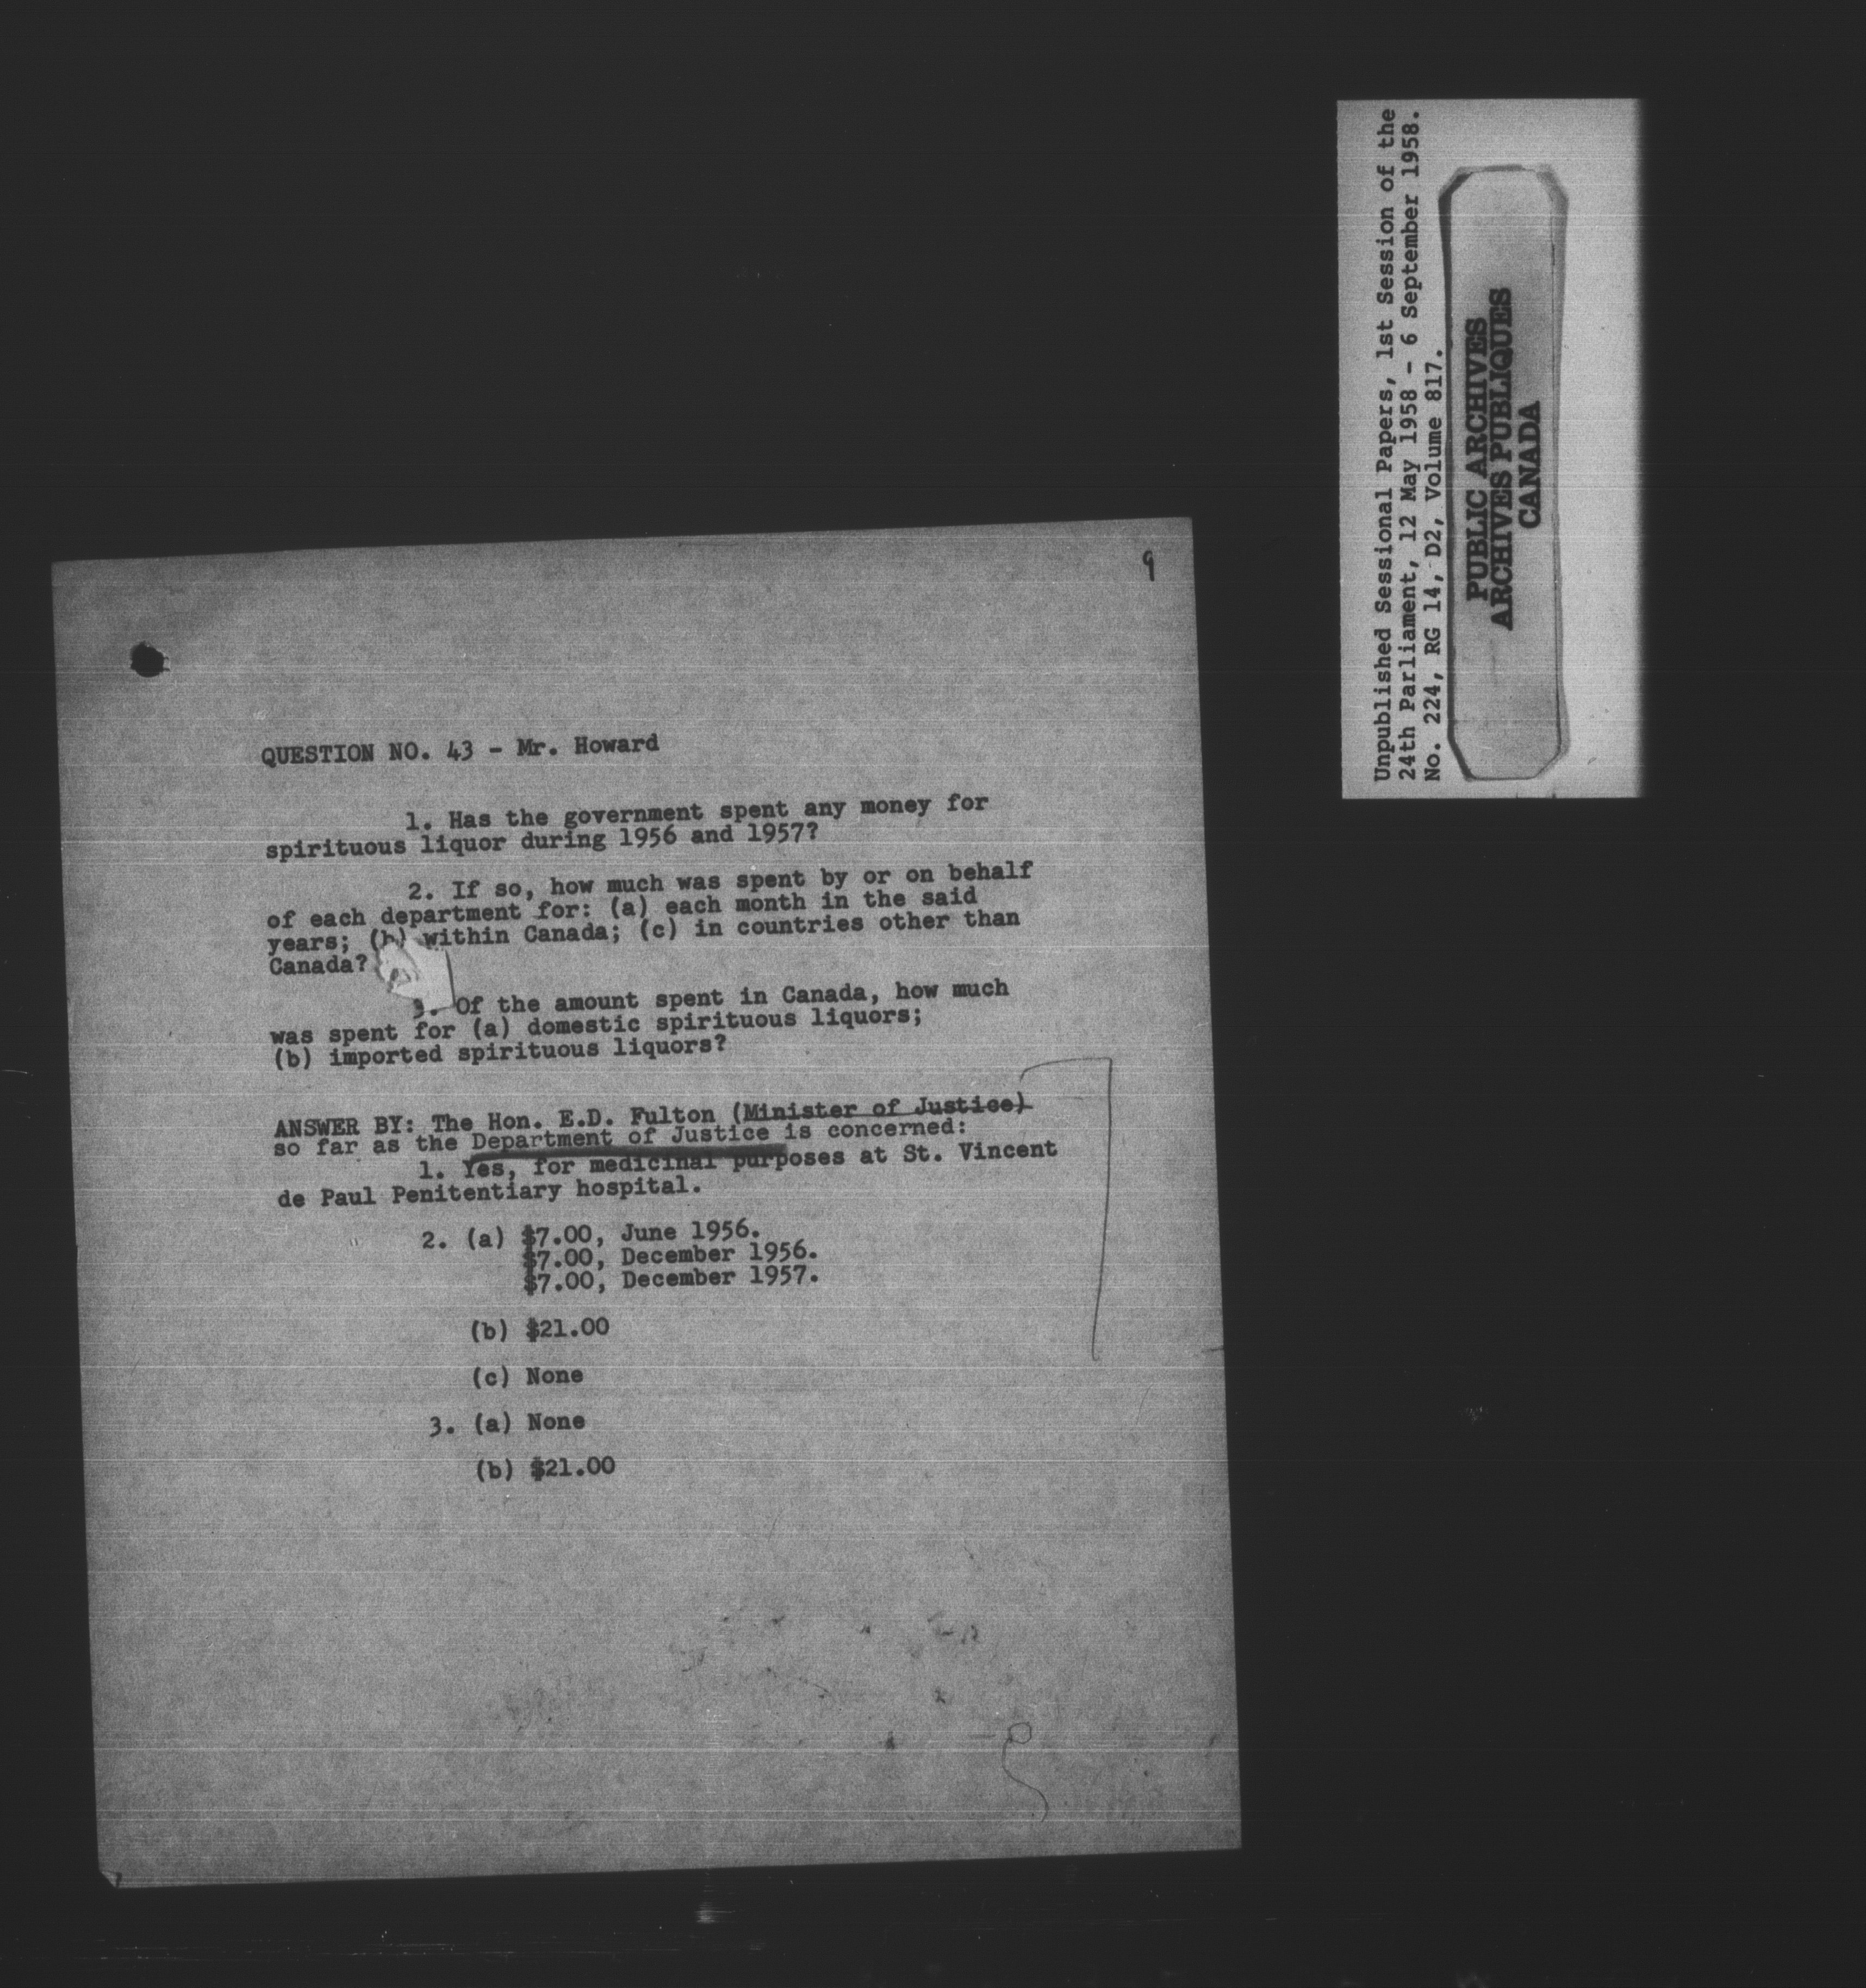 9
QUESTION NO. 43 - Mr. Howard
1. Has the government spent any money for
spirituous liquor during 1956 and 1957?
2. If so, how much was spent by or on behalf
of each department for: (a) each month in the said
years; (b) within Canada; (c) in countries other than
Canada?
3. Of the amount spent in Canada, how much
was spent for (a) domestic spirituous liquors;
(b) imported spirituous liquors?
ANSWER BY: The Hon. E.D. Fulton (Minister of Justice)
so far as the Department of Justice is concerned:
1. Yes, for medicinal purposes at St. Vincent
de Paul Penitentiary hospital.
2. (a) $7.00, June 1956.
$7.00, December 1956.
$7.00, December 1957.
(b) $21.00
(c) None
3. (a) None
(b) $21.00
Unpublished Sessional Papers, 1st Session of the
24th Parliament, 12 May 1958 - 6 September 1958.
No. 224, RG 14, D2, Volume 817.
PUBLIC ARCHIVES
ARCHIVES PUBLIQUES
CANADA